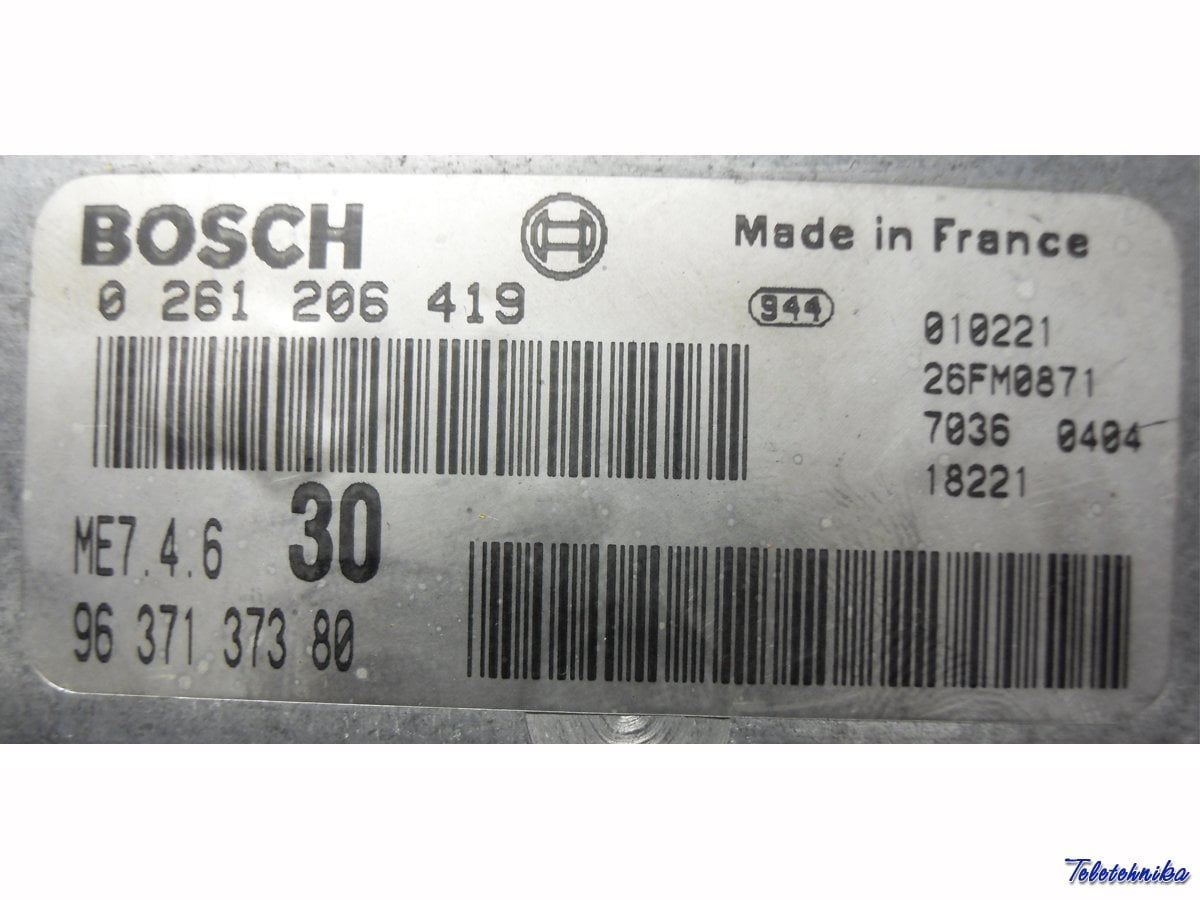 BOSCH
Made in France
0 261 206 419
944
010221
26FM0871
7036 0404
18221
ME7.4.6 30
96 371 373 80
Teletehnika